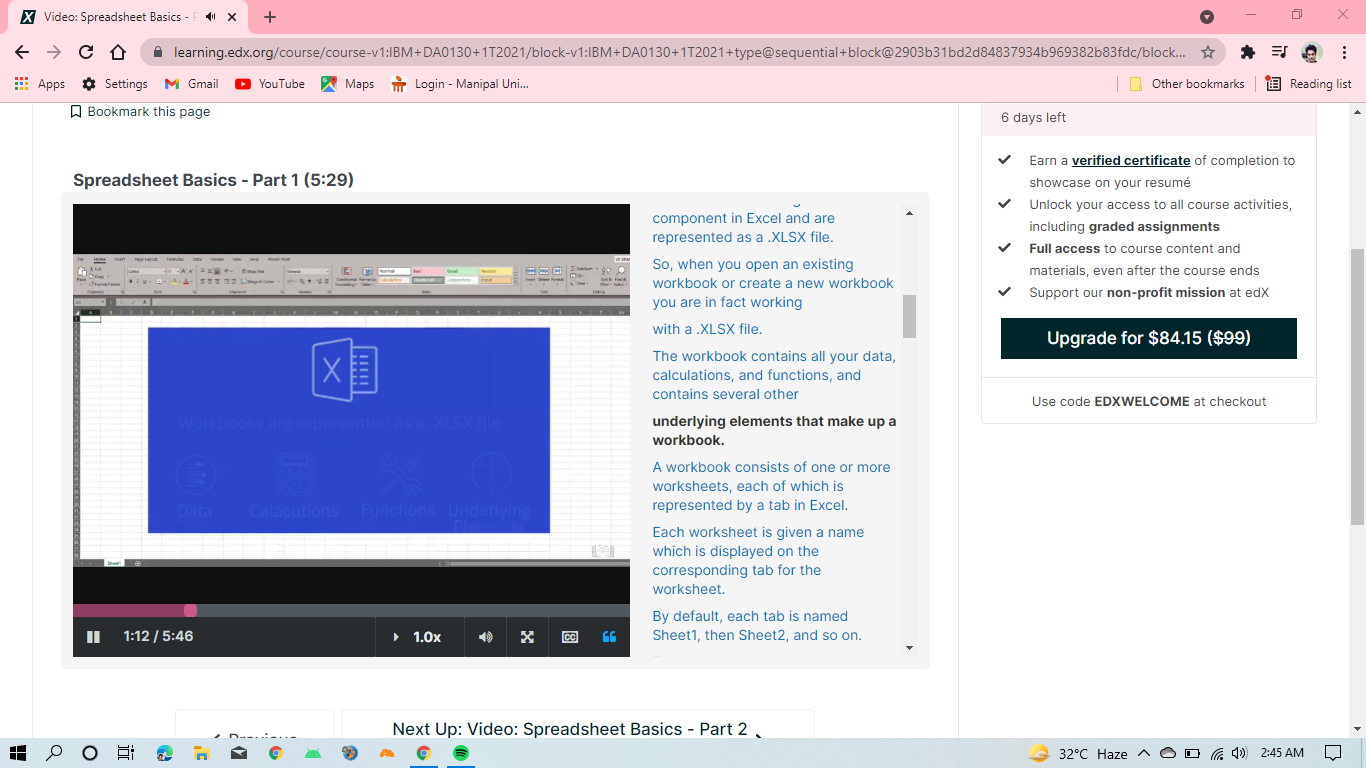 Video: Spreadsheet Basics - P
learning.edx.org/course/course-v1:IBM+DA0130+1T2021/block-v1:IBM+DA0130+1T2021+type@sequential+block@2903b31bd2d84837934b969382b83fdc/block...
Apps
Settings
Gmail
YouTube
Maps
Login - Manipal Uni...
Other bookmarks
Reading list
Bookmark this page
Spreadsheet Basics - Part 1 (5:29)
Workbooks are represented as a .XLSX file
Data
Calacutions
Functions
Underlying
Sheet1
1:12 / 5:46
1.0x
CC
component in Excel and are
represented as a .XLSX file.
So, when you open an existing
workbook or create a new workbook
you are in fact working
with a .XLSX file.
The workbook contains all your data,
calculations, and functions, and
contains several other
underlying elements that make up a
workbook.
A workbook consists of one or more
worksheets, each of which is
represented by a tab in Excel.
Each worksheet is given a name
which is displayed on the
corresponding tab for the
worksheet.
By default, each tab is named
Sheet1, then Sheet2, and so on.
6 days left
Earn a verified certificate of completion to
showcase on your resumé
Unlock your access to all course activities,
including graded assignments
Full access to course content and
materials, even after the course ends
Support our non-profit mission at edX
Upgrade for $84.15 ($99)
Use code EDXWELCOME at checkout
Previous
Next Up: Video: Spreadsheet Basics - Part 2
32°C Haze
2:45 AM